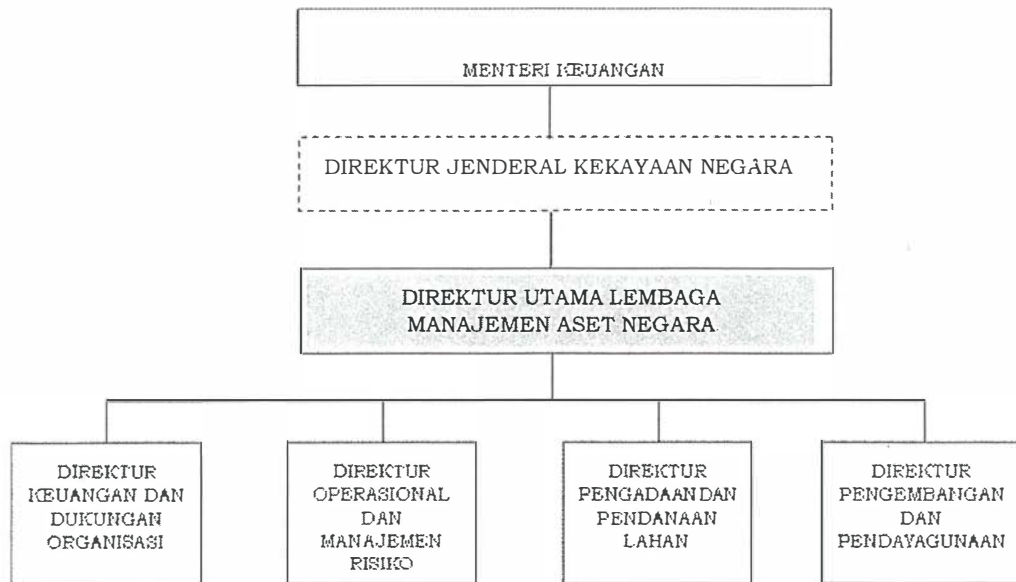 MENTERI KEUANGAN
DIREKTUR JENDERAL KEKAYAAN NEGARA
DIREKTUR UTAMA LEMBAGA
MANAJEMEN ASET NEGARA
DIREKTUR
KEUANGAN DAN
DUKUNGAN
ORGANISASI
DIREKTUR
OPERASIONAL
DAN
MANAJEMEN
RISIKO
DIREKTUR
PENGADAAN DAN
PENDANAAN
LAHAN
DIREKTUR
PENGEMBANGAN
DAN
PENDAYAGUNAAN